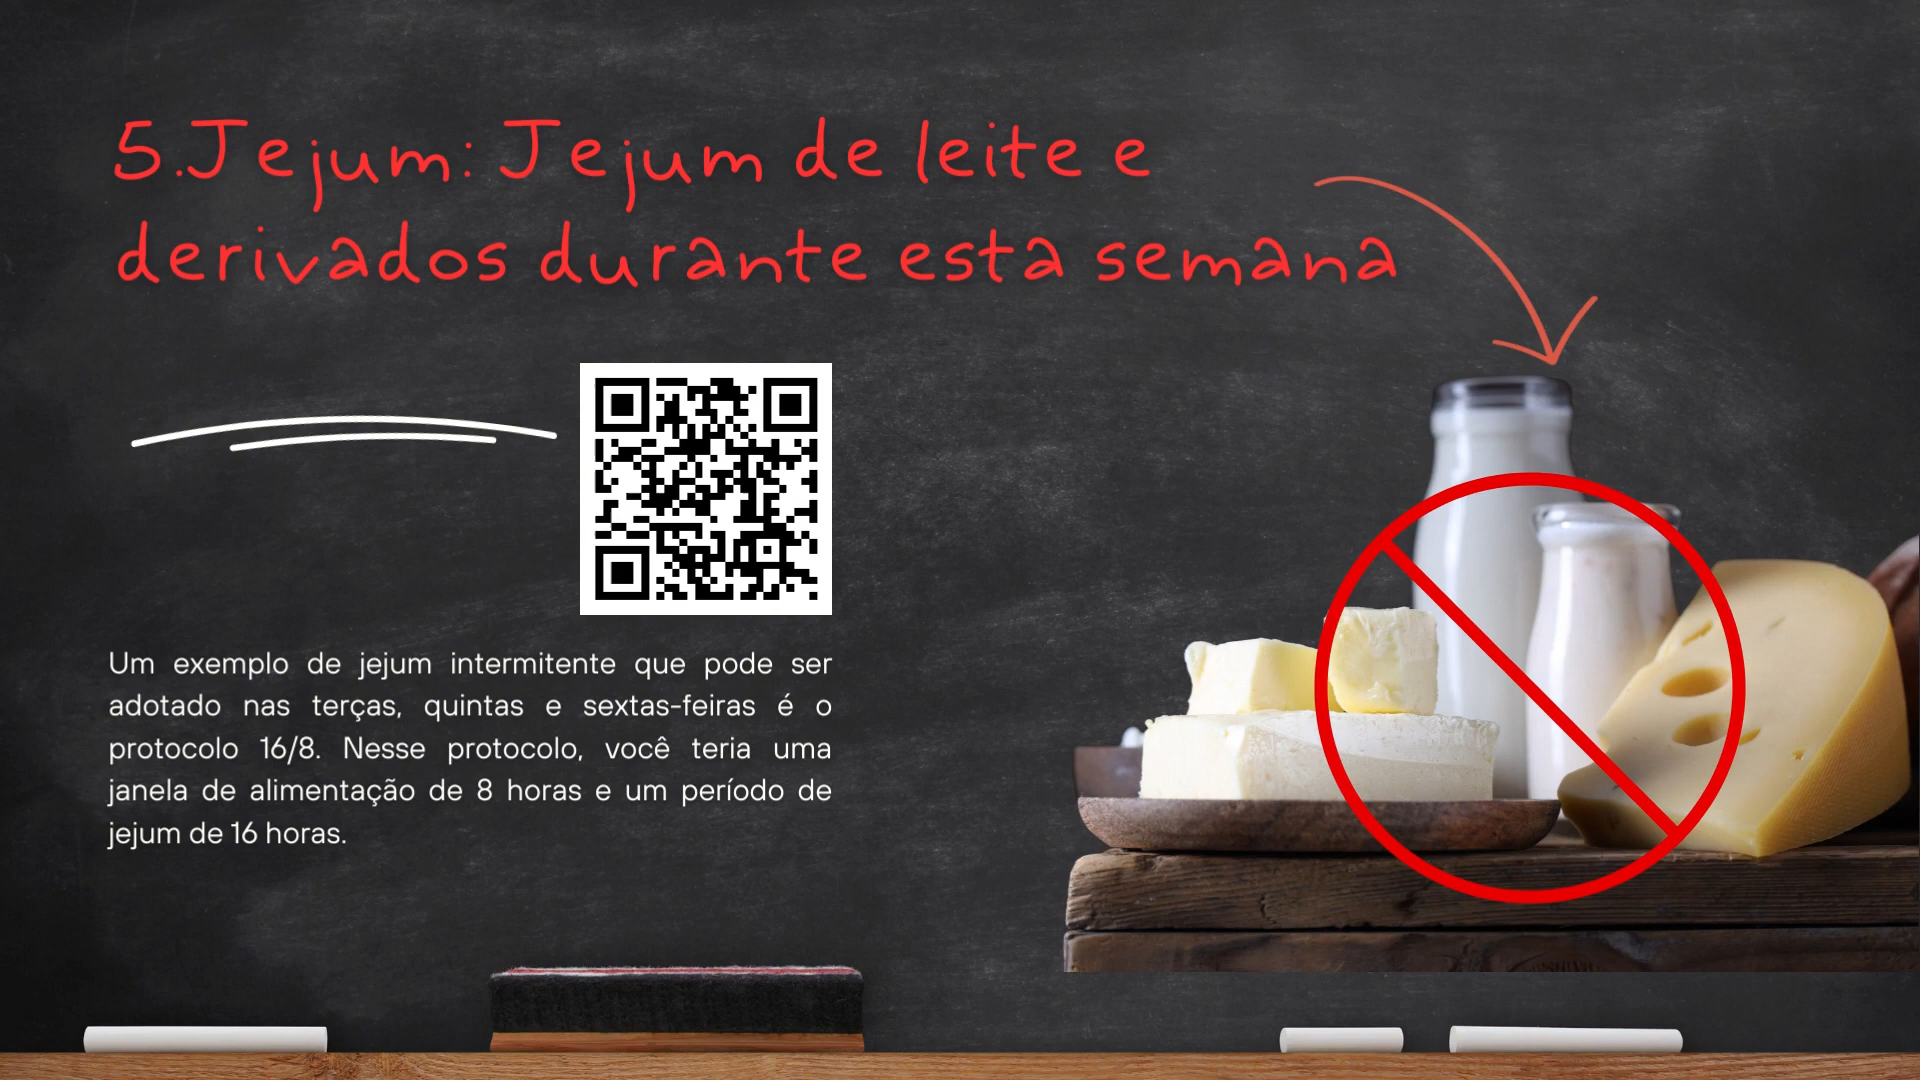 5.Jejum: Jejum de leite e
derivados durante esta semana
Um exemplo de jejum intermitente que pode ser
adotado nas terças, quintas e sextas-feiras é o
protocolo 16/8. Nesse protocolo, você teria uma
janela de alimentação de 8 horas e um período de
jejum de 16 horas.